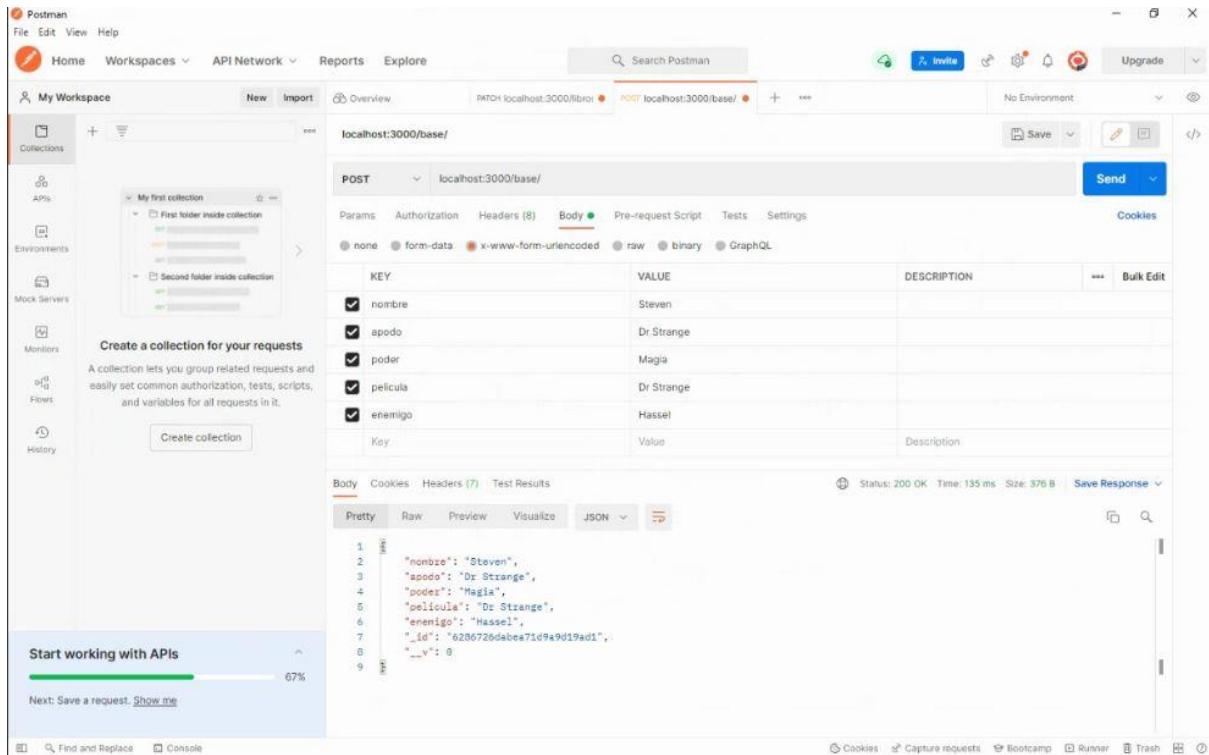 Postman
File Edit View Help
Home Workspaces API Network Reports Explore Search Postman Invite Upgrade
My Workspace New Import Overview PATCH localhost:3000/libro POST localhost:3000/base/ No Environment
Collections
APIs
Environments
Mock Servers
Monitors
Flows
History
My first collection
First folder inside collection
Second folder inside collection
Create a collection for your requests
A collection lets you group related requests and
easily set common authorization, tests, scripts,
and variables for all requests in it.
Create collection
Start working with APIs
67%
Next: Save a request. Show me
localhost:3000/base/ Save
POST localhost:3000/base/ Send
Params Authorization Headers (8) Body Pre-request Script Tests Settings Cookies
none form-data x-www-form-urlencoded raw binary GraphQL
KEY VALUE DESCRIPTION Bulk Edit
nombre Steven
apodo Dr Strange
poder Magia
pelicula Dr Strange
enemigo Hassel
Key Value Description
Body Cookies Headers (7) Test Results Status: 200 OK Time: 135 ms Size: 376 B Save Response
Pretty Raw Preview Visualize JSON
1 {
2 "nombre": "Steven",
3 "apodo": "Dr Strange",
4 "poder": "Magia",
5 "pelicula": "Dr Strange",
6 "enemigo": "Hassel",
7 "_id": "6286726dabea71d9a9d19ad1",
8 "__v": 0
9 }
Find and Replace Console Cookies Capture requests Bootcamp Runner Trash